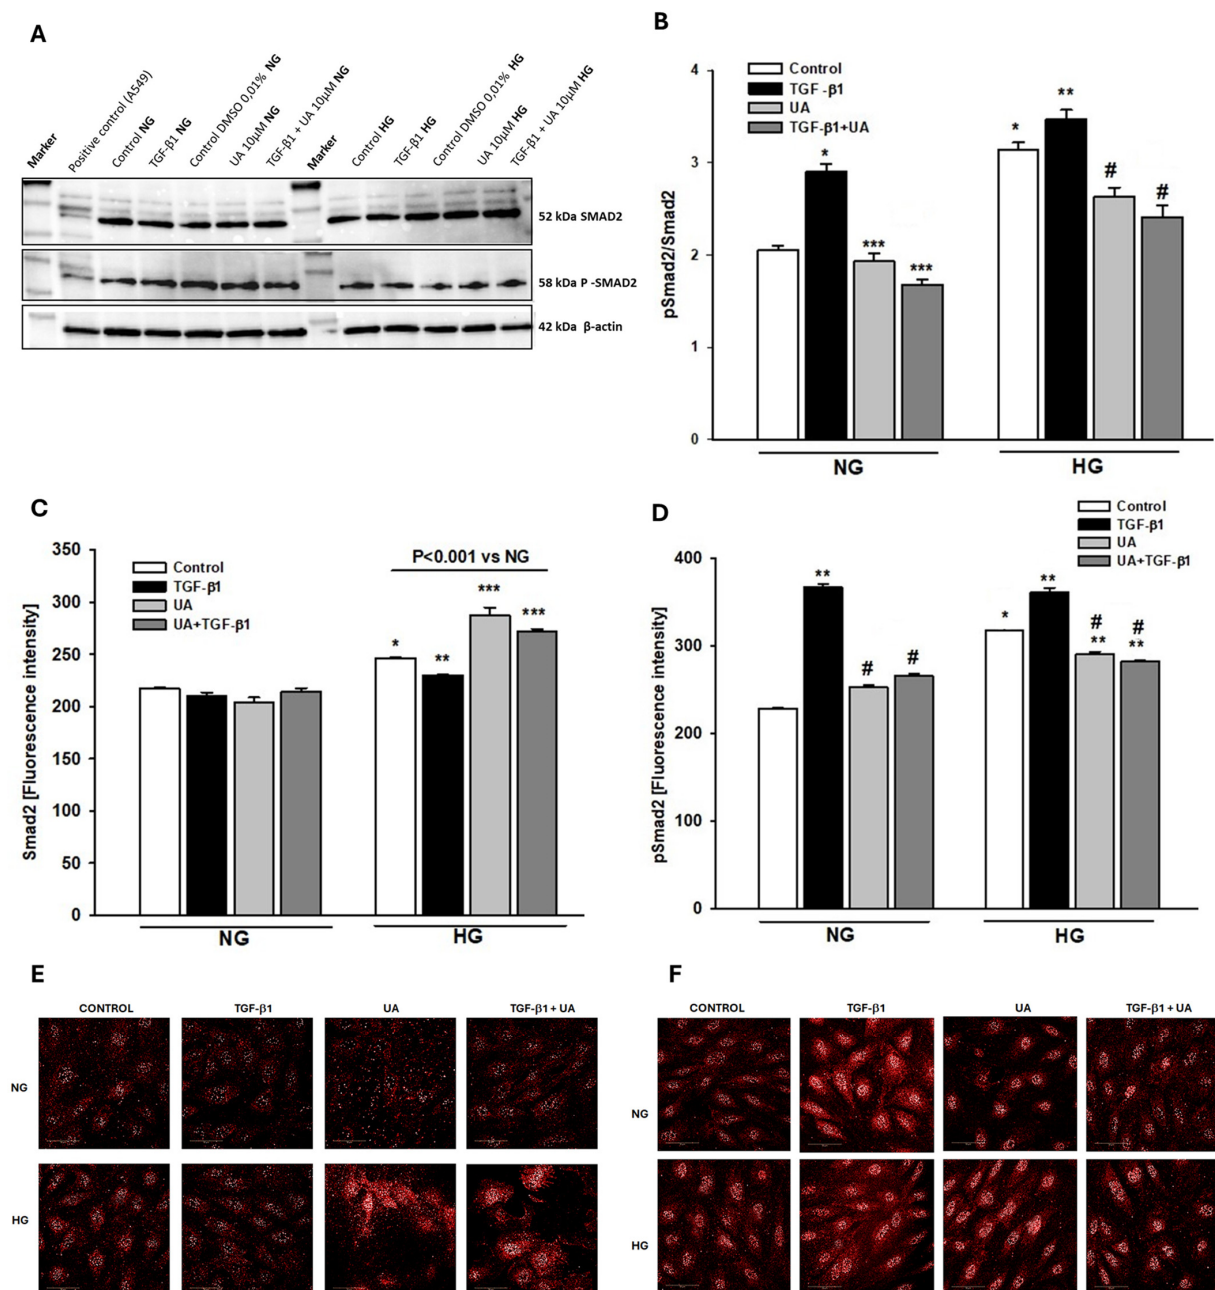 A
Marker
Positive control (A549)
Control NG
TGF-β1 NG
Control DMSO 0,01% NG
UA 10µM NG
TGF-β1 + UA 10µM NG
Marker
Control HG
TGF-β1 HG
Control DMSO 0,01% HG
UA 10µM HG
TGF-β1 + UA 10µM HG
52 kDa SMAD2
58 kDa P -SMAD2
42 kDa β-actin
B
Control
TGF -β1
UA
TGF-β1+UA
pSmad2/Smad2
4
3
2
1
0
*
***
***
*
**
#
#
NG
HG
C
Control
TGF-β1
UA
UA+TGF-β1
P<0.001 vs NG
Smad2 [Fluorescence intensity]
350
300
250
200
150
100
50
0
*
**
***
***
NG
HG
D
Control
TGF-β1
UA
UA+TGF-β1
pSmad2 [Fluorescence intensity]
400
300
200
100
0
**
#
#
*
**
#
**
#
**
NG
HG
E
CONTROL
TGF-β1
UA
TGF-β1 + UA
NG
HG
F
CONTROL
TGF-β1
UA
TGF-β1 + UA
NG
HG